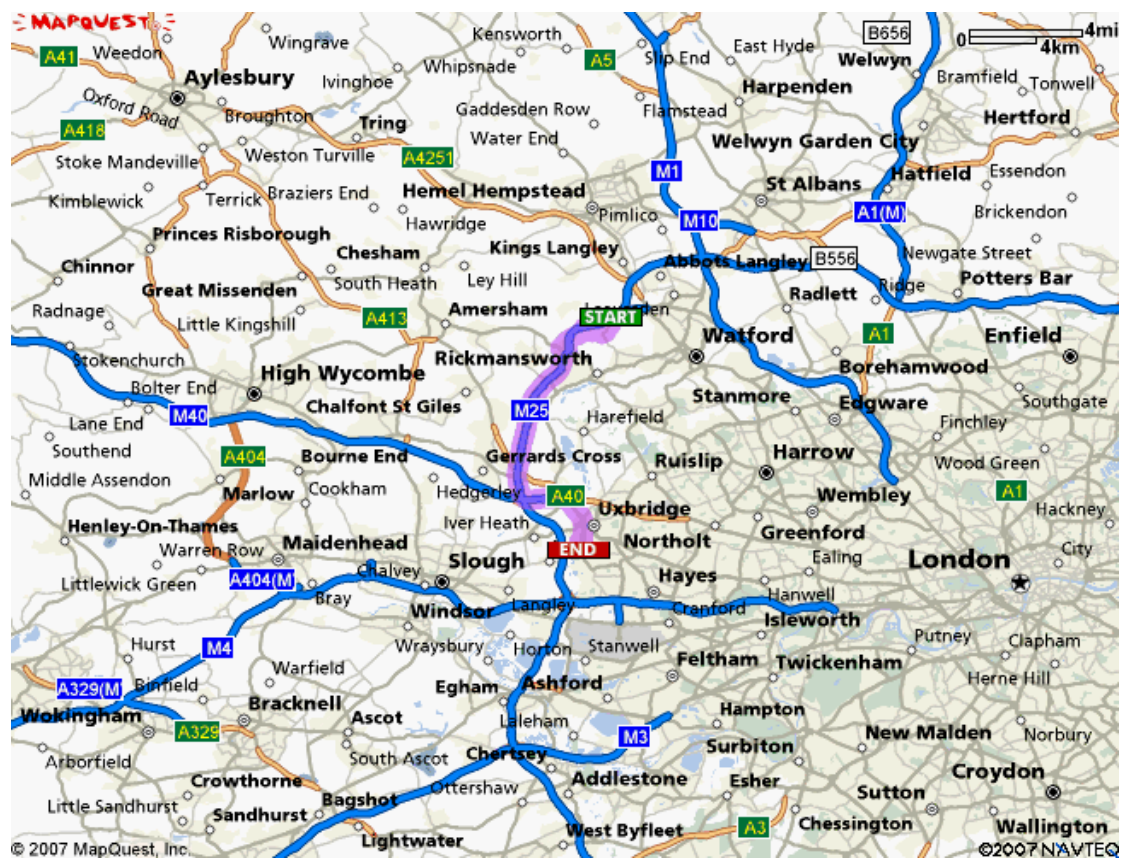 MAPQUEST
Wingrave
Kensworth
B656
0 4mi
4km
A41
Weedon
Whipsnade
A5
Slip End
East Hyde
Welwyn
Bramfield
Tonwell
Aylesbury
Ivinghoe
Harpenden
Oxford Road
Broughton
Tring
Gaddesden Row
Flamstead
Hertford
A418
Water End
Welwyn Garden City
Stoke Mandeville
Weston Turville
A4251
M1
St Albans
Hatfield
Essendon
Kimblewick
Terrick
Braziers End
Hemel Hempstead
Pimlico
M10
A1(M)
Brickendon
Hawridge
Princes Risborough
Chesham
Kings Langley
Abbots Langley
B556
Newgate Street
Chinnor
South Heath
Ley Hill
Radlett
Ridge
Potters Bar
Great Missenden
Amersham
START
Radnage
Little Kingshill
A413
Watford
A1
Enfield
Stokenchurch
Rickmansworth
Borehamwood
Bolter End
High Wycombe
Stanmore
Edgware
Southgate
M40
Chalfont St Giles
M25
Harefield
Finchley
Lane End
Southend
A404
Bourne End
Gerrards Cross
Ruislip
Harrow
Wood Green
Middle Assendon
Marlow
Cookham
Hedgerley
A40
Wembley
A1
Hackney
Henley-On-Thames
Iver Heath
Uxbridge
Greenford
Warren Row
Maidenhead
Slough
END
Northolt
Ealing
London
City
Littlewick Green
A404(M)
Chalvey
Hayes
Hanwell
Bray
Windsor
Langley
Cranford
Isleworth
Hurst
M4
Wraysbury
Horton
Stanwell
Putney
Clapham
Warfield
Feltham
Twickenham
Herne Hill
A329(M)
Binfield
Egham
Ashford
Wokingham
Bracknell
Ascot
Laleham
Hampton
A329
M3
New Malden
Norbury
Arborfield
South Ascot
Chertsey
Surbiton
Crowthorne
Addlestone
Esher
Croydon
Little Sandhurst
Sandhurst
Bagshot
Ottershaw
Sutton
Lightwater
West Byfleet
A3
Chessington
Wallington
© 2007 MapQuest, Inc.
©2007 NAVTEQ